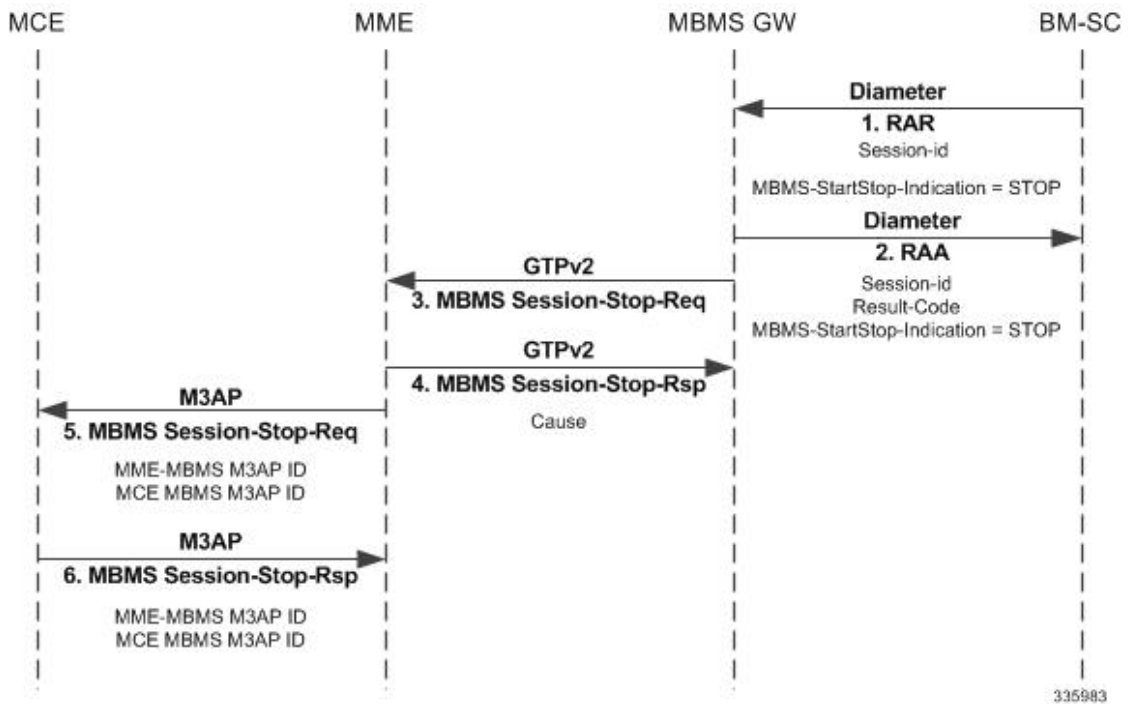 MCE
MME
MBMS GW
BM-SC
Diameter
1. RAR
Session-id
MBMS-StartStop-Indication = STOP
Diameter
2. RAA
Session-id
Result-Code
MBMS-StartStop-Indication = STOP
GTPv2
3. MBMS Session-Stop-Req
GTPv2
4. MBMS Session-Stop-Rsp
Cause
M3AP
5. MBMS Session-Stop-Req
MME-MBMS M3AP ID
MCE MBMS M3AP ID
M3AP
6. MBMS Session-Stop-Rsp
MME-MBMS M3AP ID
MCE MBMS M3AP ID
335983